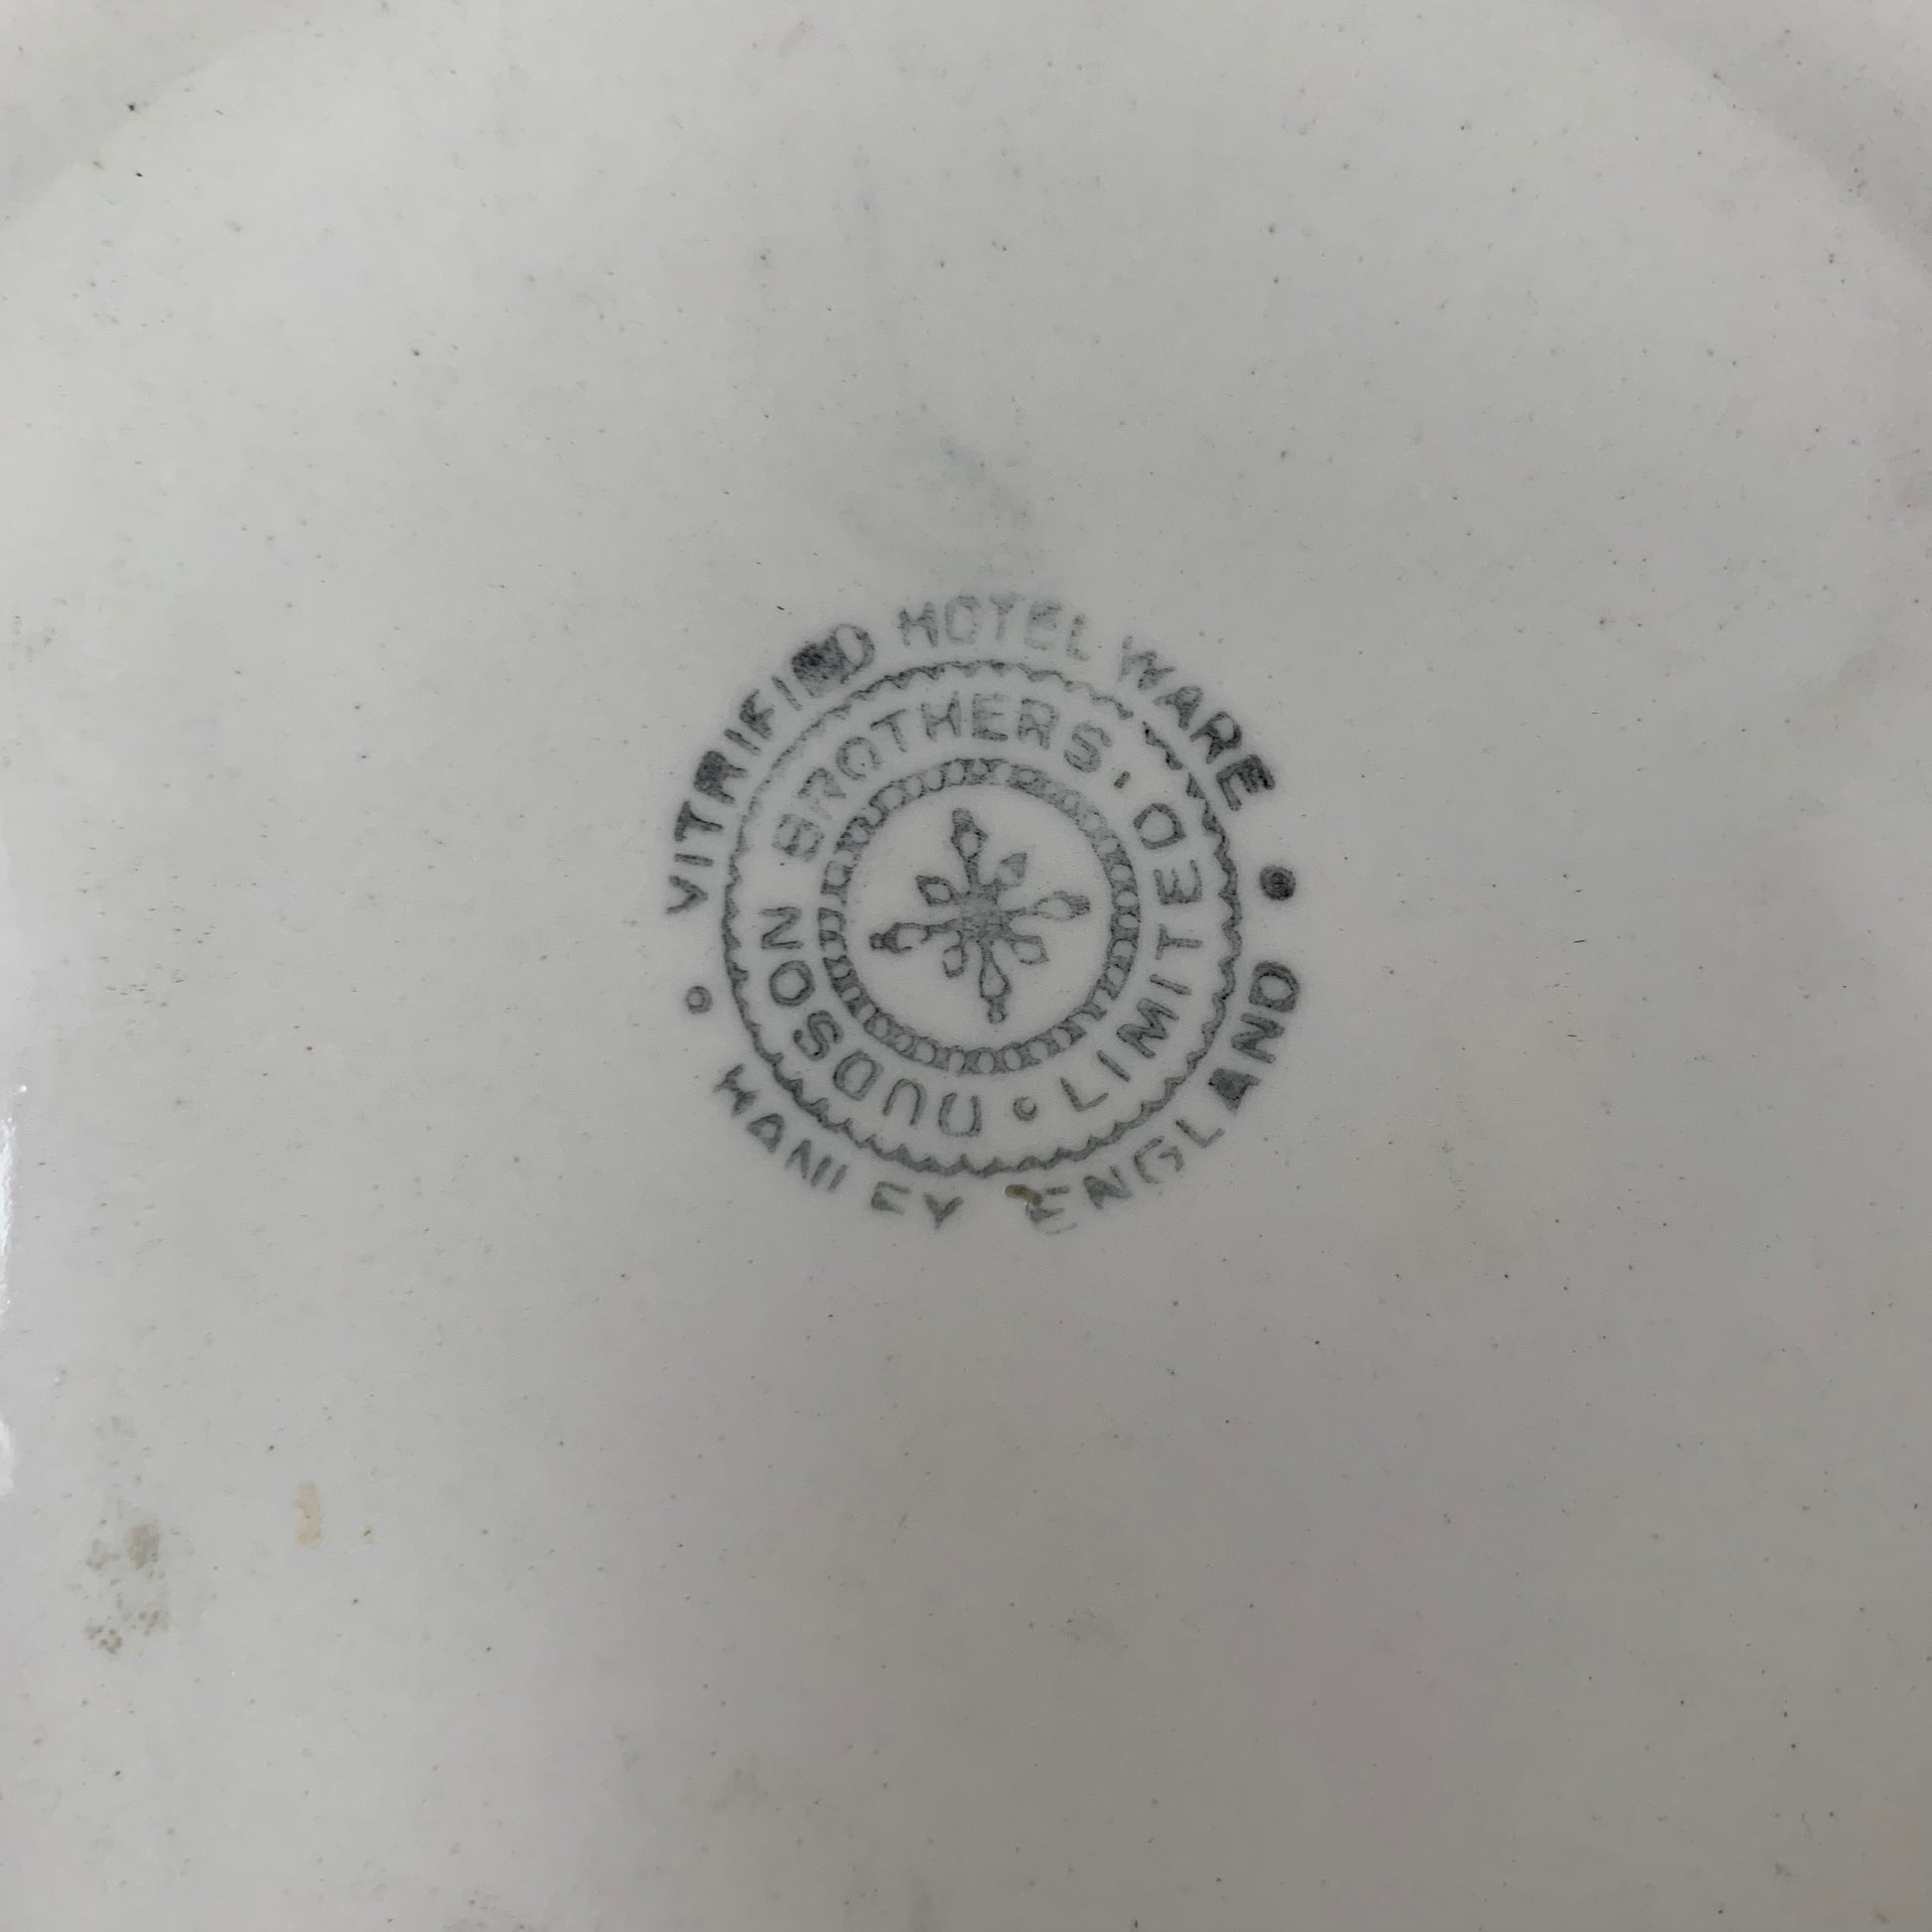 VITRIFIED HOTEL WARE
DUDSON BROTHERS, LIMITED
HANLEY ENGLAND